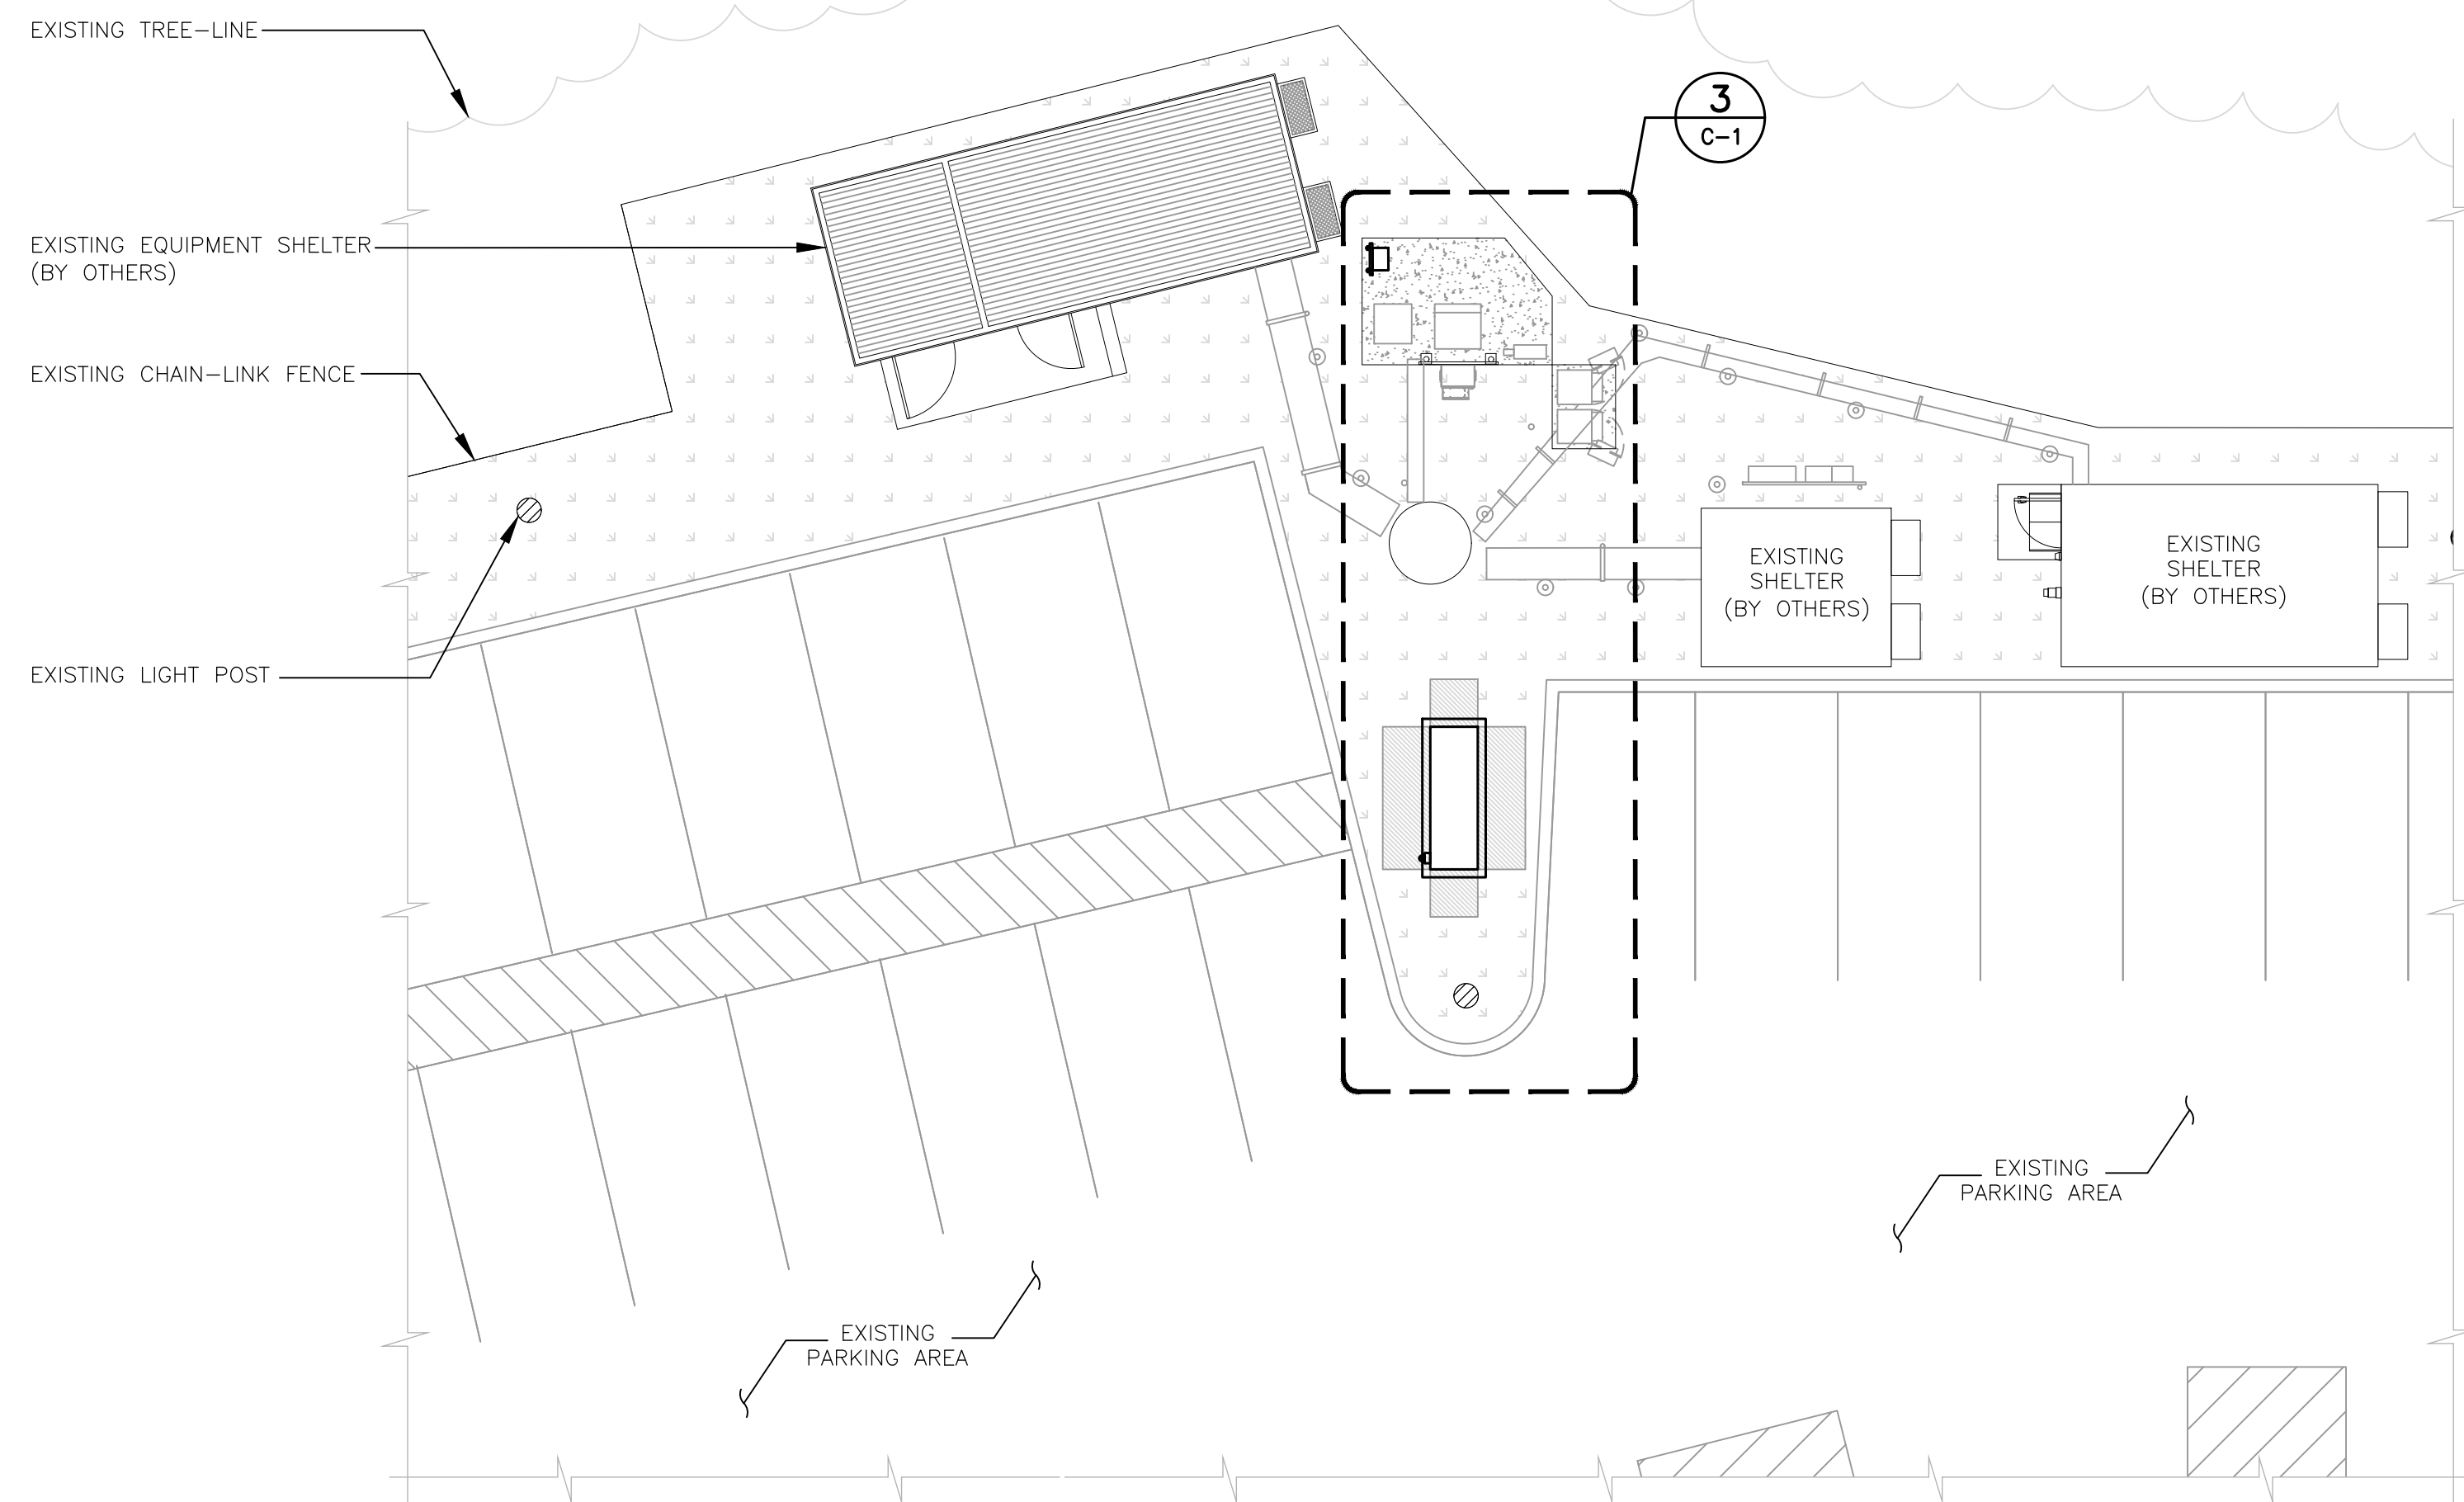 EXISTING TREE-LINE
3
C-1
EXISTING EQUIPMENT SHELTER
(BY OTHERS)
EXISTING CHAIN-LINK FENCE
EXISTING
SHELTER
(BY OTHERS)
EXISTING
SHELTER
(BY OTHERS)
EXISTING LIGHT POST
EXISTING
PARKING AREA
EXISTING
PARKING AREA